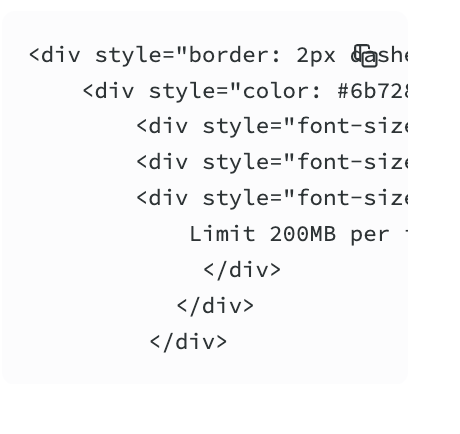 <div style="border: 2px dashe
<div style="color: #6b728
<div style="font-size
<div style="font-size
<div style="font-size
Limit 200MB per
</div>
</div>
</div>